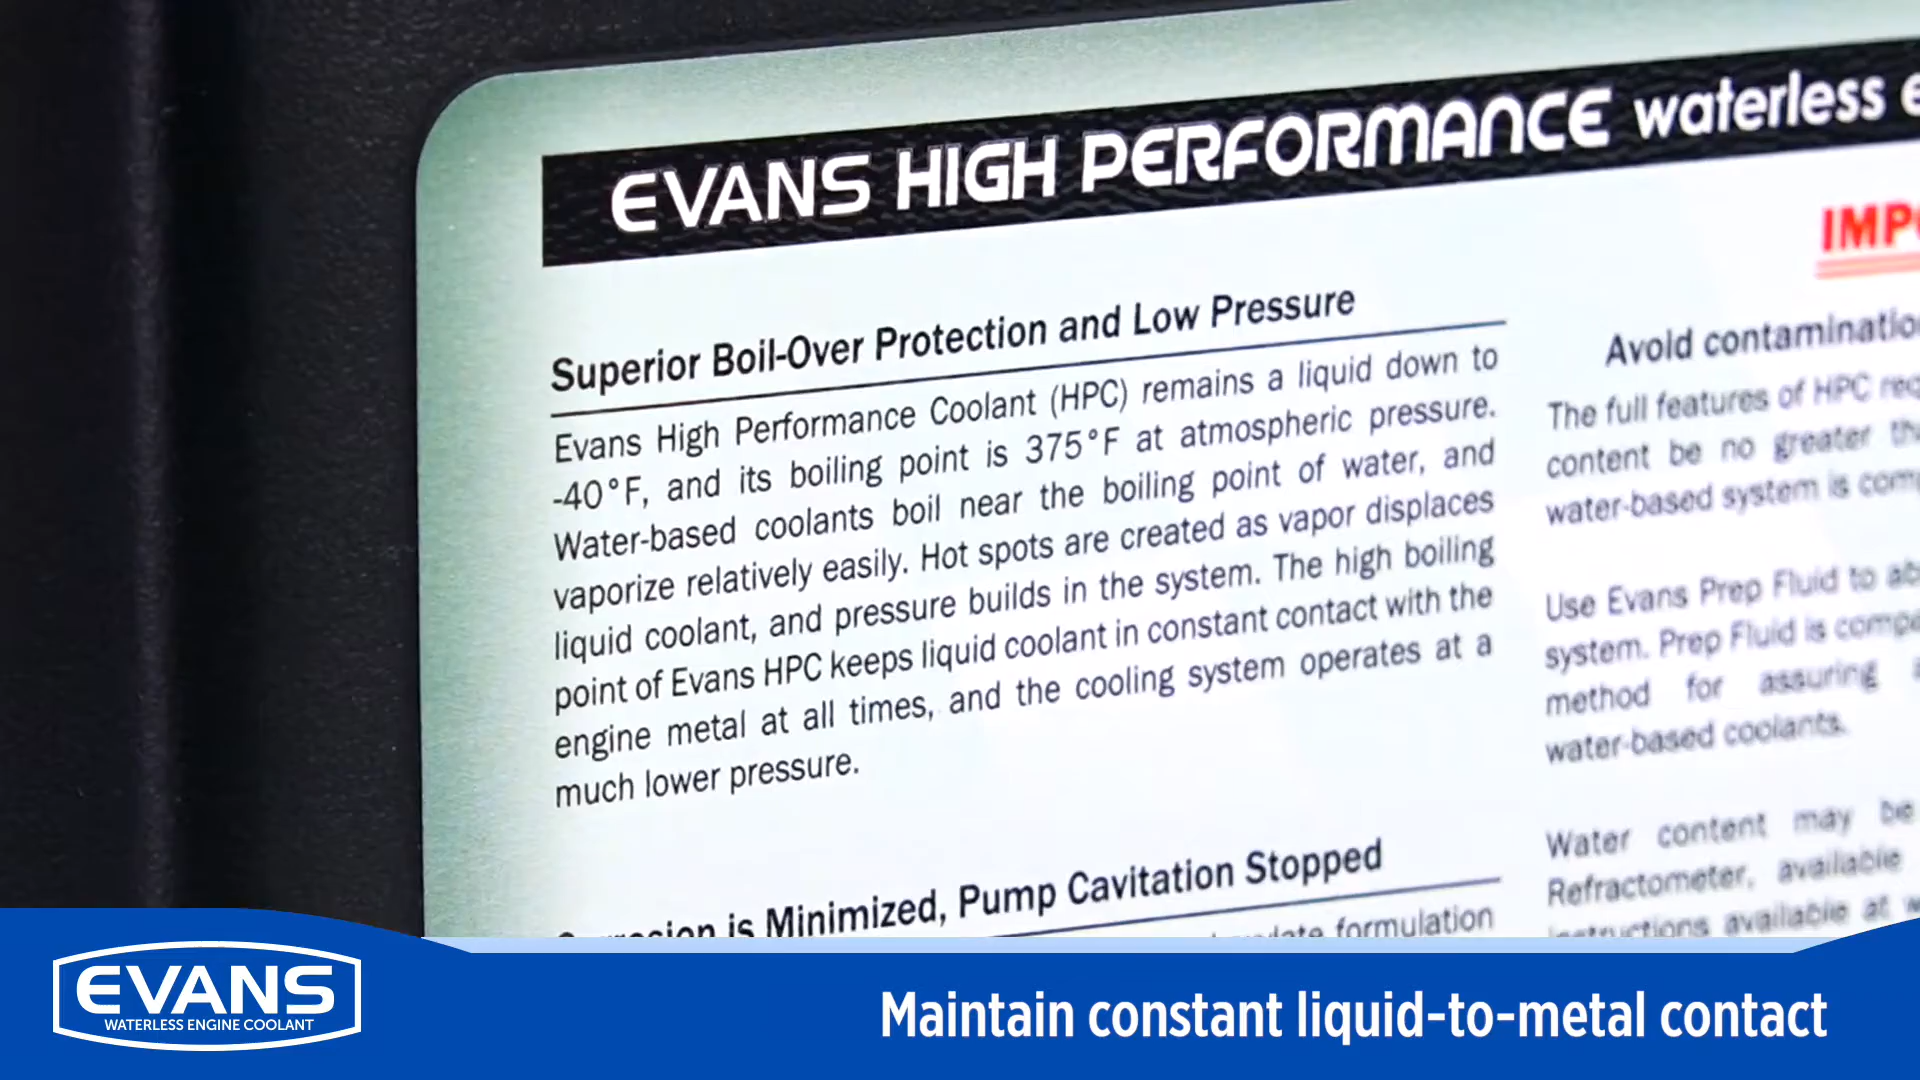 EVANS HIGH PERFORMANCE waterless
Superior Boil-Over Protection and Low Pressure
Evans High Performance Coolant (HPC) remains a liquid down to
-40°F, and its boiling point is 375°F at atmospheric pressure.
Water-based coolants boil near the boiling point of water, and
vaporize relatively easily. Hot spots are created as vapor displaces
liquid coolant, and pressure builds in the system. The high boiling
point of Evans HPC keeps liquid coolant in constant contact with the
engine metal at all times, and the cooling system operates at a
much lower pressure.
is Minimized, Pump Cavitation Stopped
formulation
Avoid
The full features of HPC
content be no greater
water-based system is
Use Evans Prep Fluid to
system. Prep Fluid is
method for assuring
water-based coolants.
Water content may be
Refractometer, available
instructions available at
EVANS
WATERLESS ENGINE COOLANT
Maintain constant liquid-to-metal contact